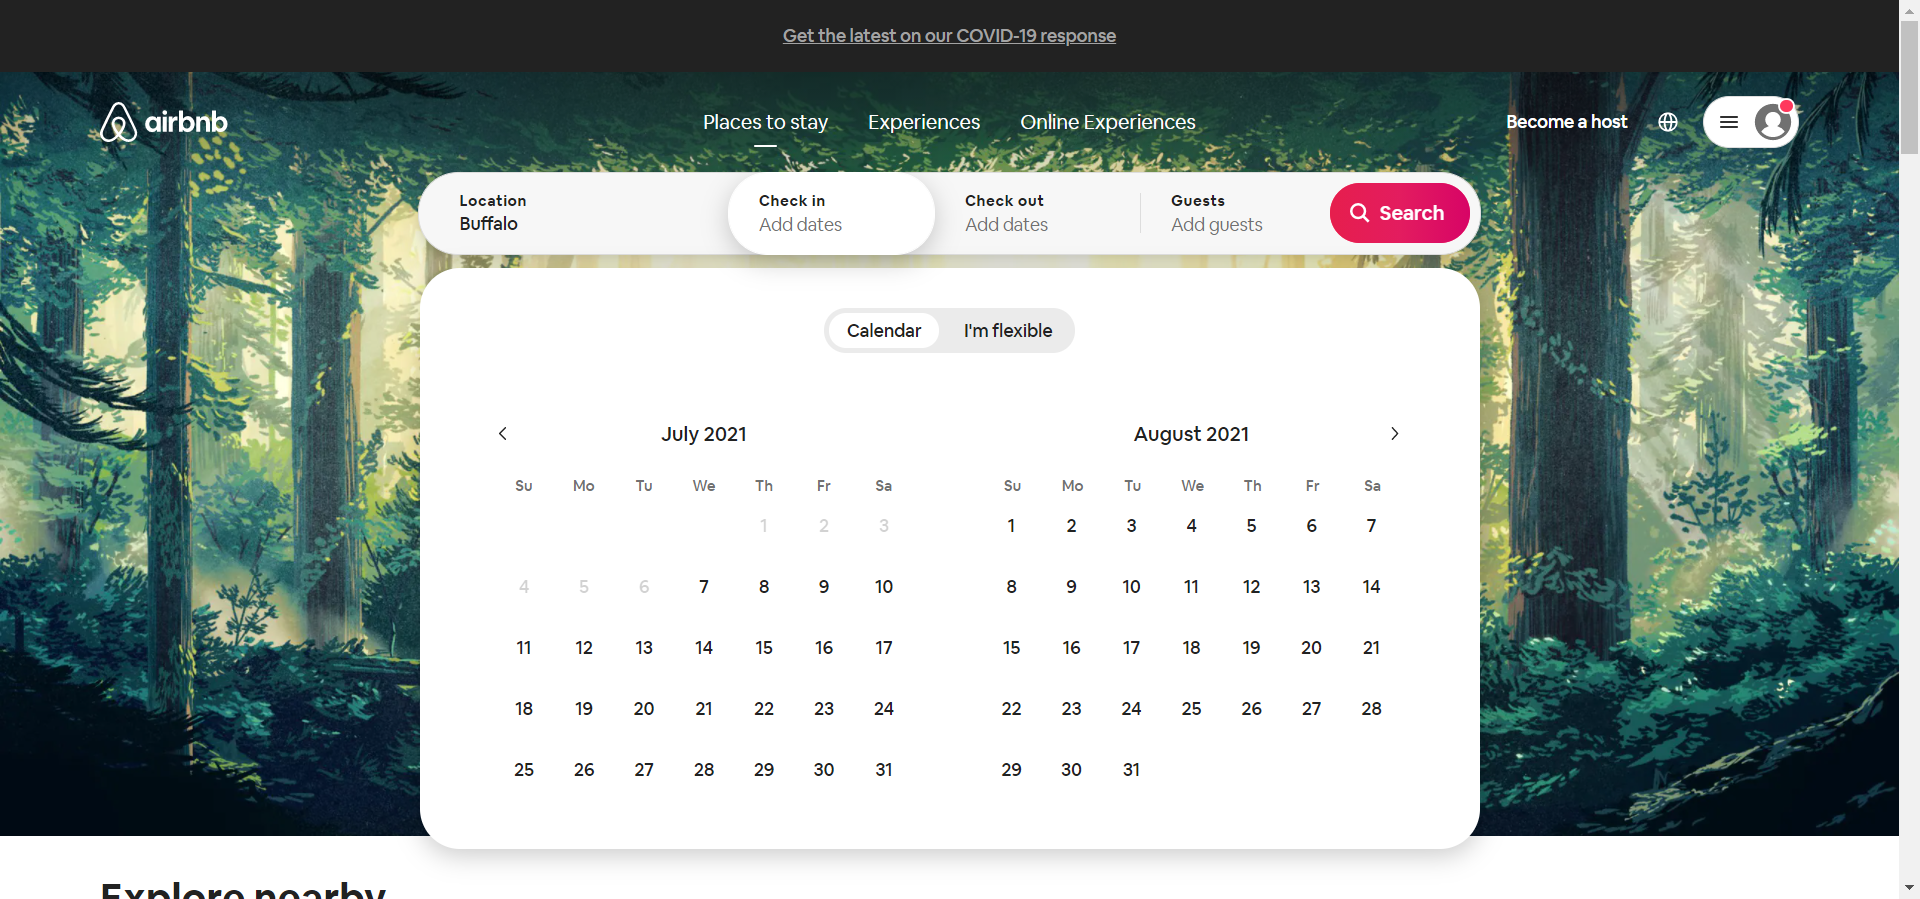 Get the latest on our COVID-19 response
airbnb
Places to stay
Experiences
Online Experiences
Become a host
Location
Buffalo
Check in
Add dates
Check out
Add dates
Guests
Add guests
Search
Calendar
I'm flexible
July 2021
Su Mo Tu We Th Fr Sa
1 2 3
4 5 6 7 8 9 10
11 12 13 14 15 16 17
18 19 20 21 22 23 24
25 26 27 28 29 30 31
August 2021
Su Mo Tu We Th Fr Sa
1 2 3 4 5 6 7
8 9 10 11 12 13 14
15 16 17 18 19 20 21
22 23 24 25 26 27 28
29 30 31
Explore nearby